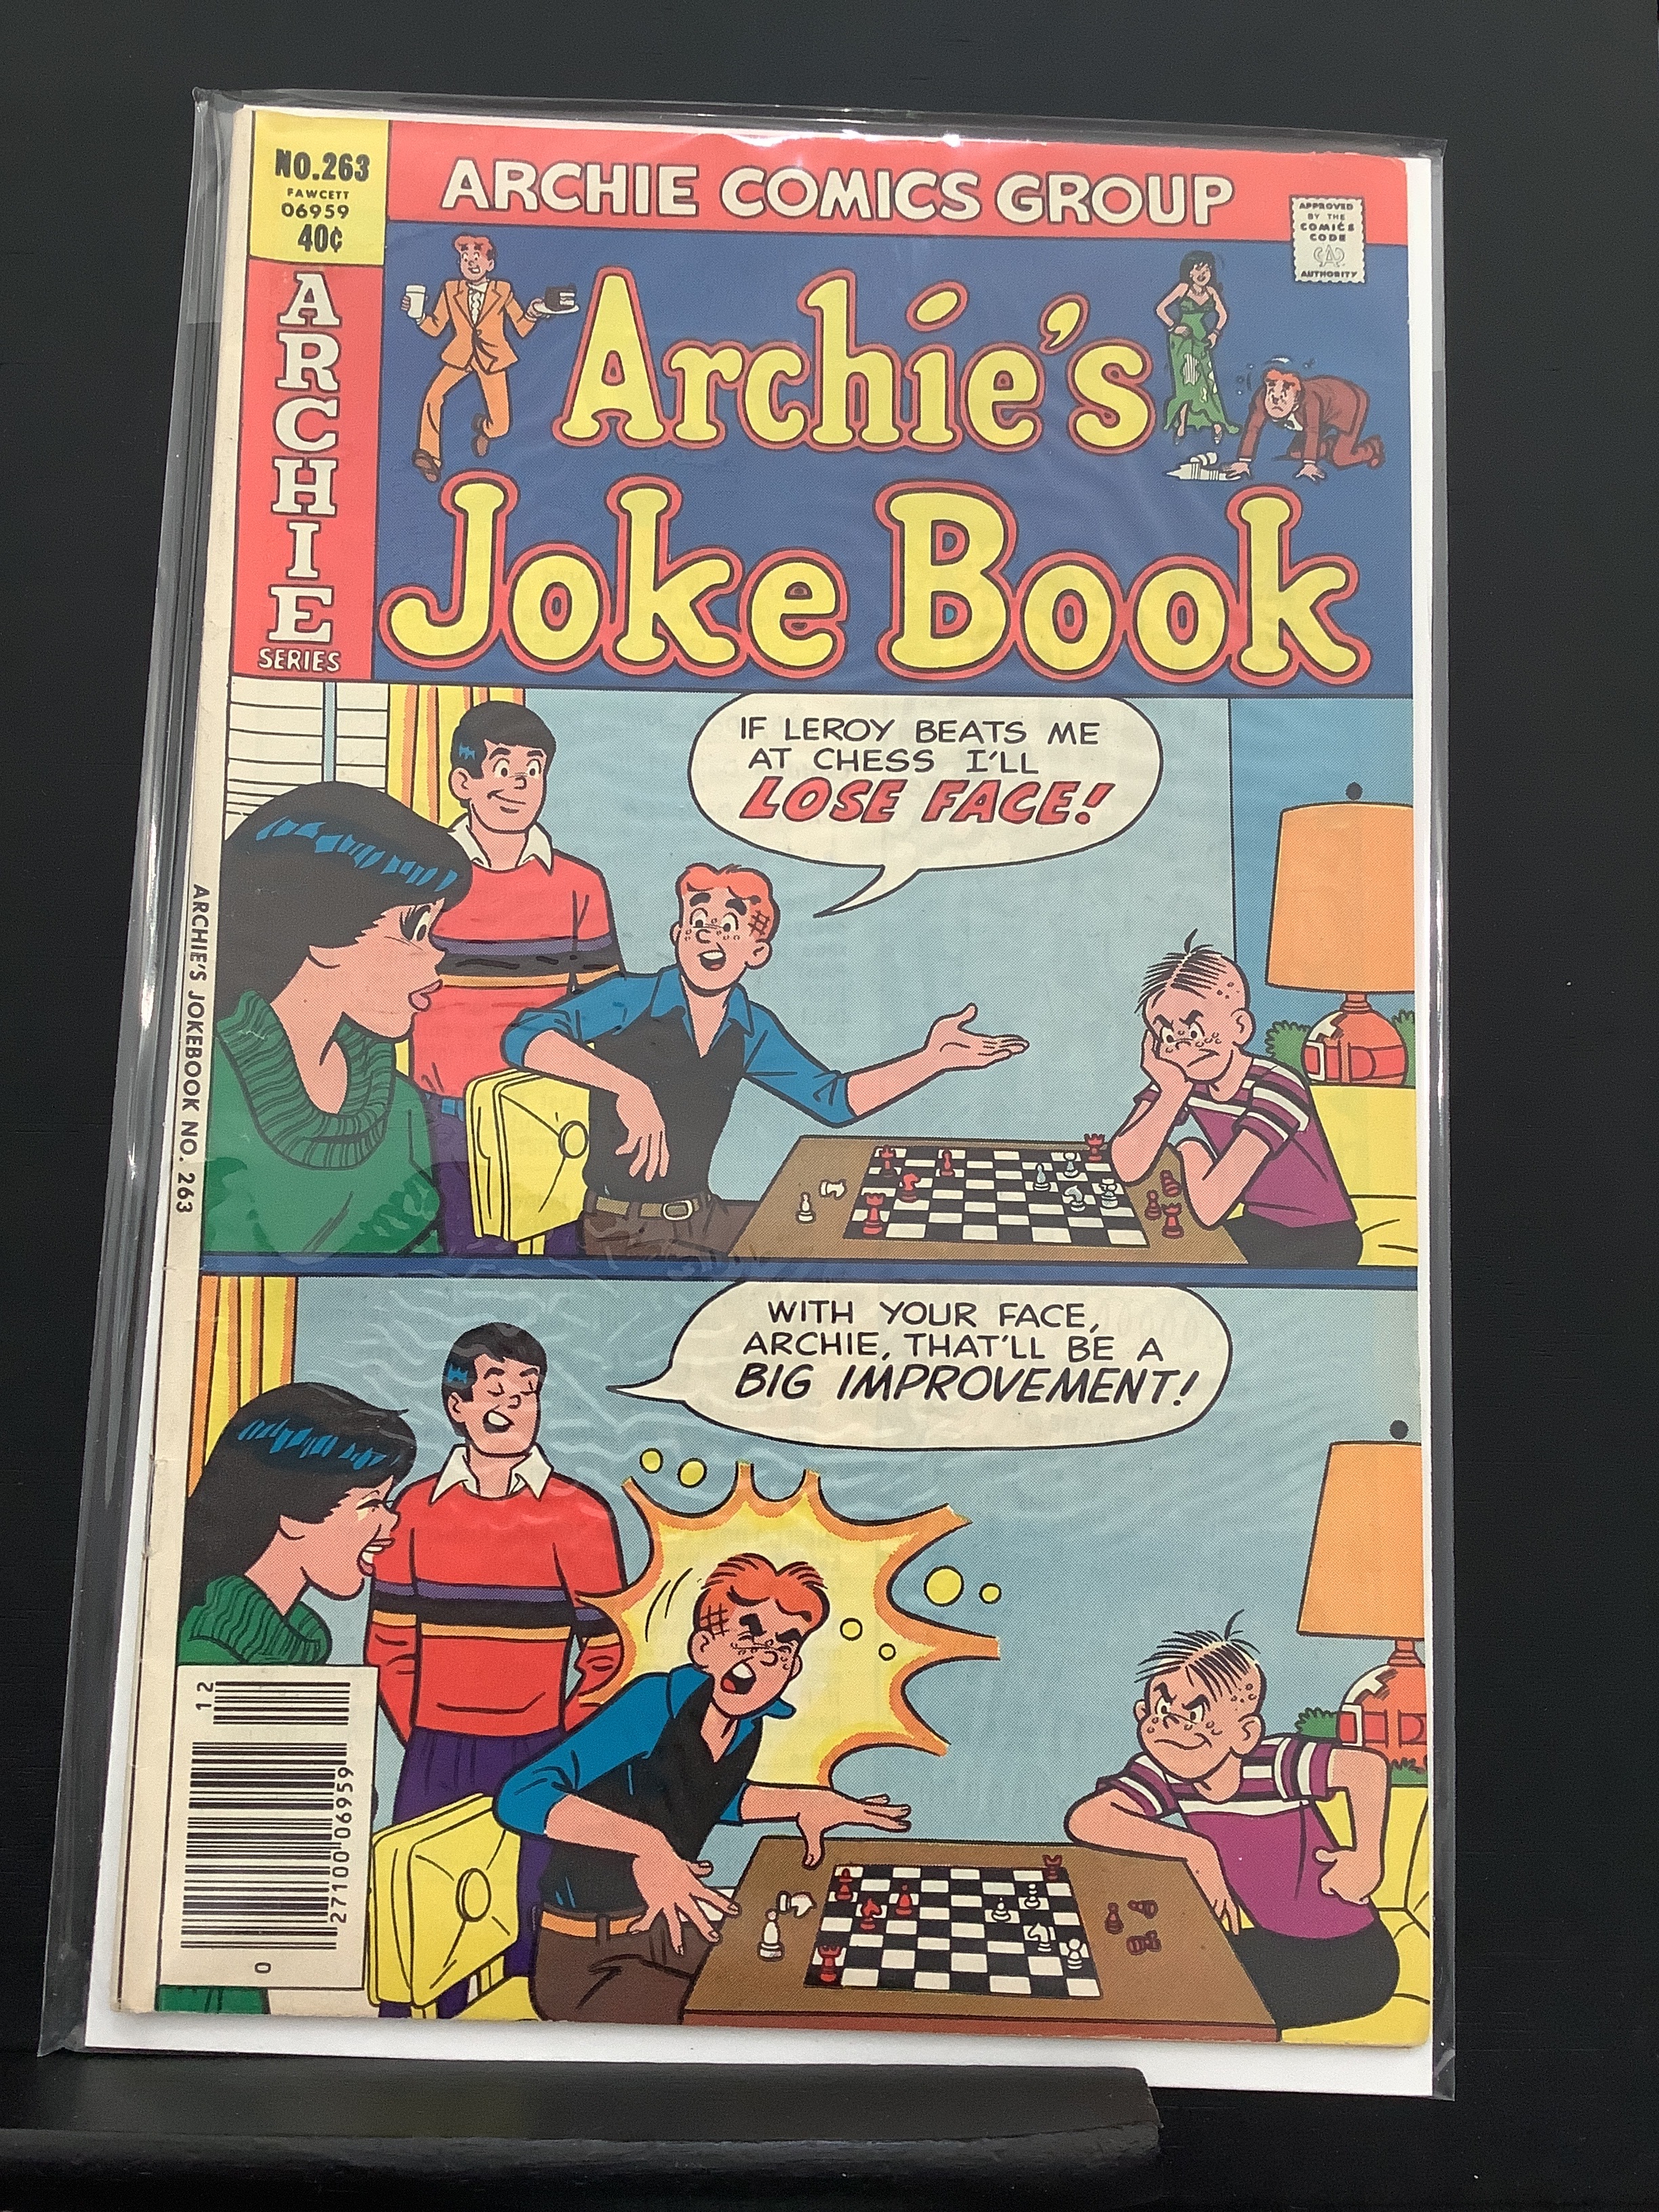 NO.263
FAWCETT
06959
40¢
ARCHIE COMICS GROUP
APPROVED
BY THE
COMICS
CODE
CA
AUTHORITY
ARCHIE
SERIES
Archie's
Joke Book
IF LEROY BEATS ME
AT CHESS I'LL
LOSE FACE!
ARCHIE'S JOKEBOOK NO. 263
WITH YOUR FACE,
ARCHIE, THAT'LL BE A
BIG IMPROVEMENT!
12
27100 06959
0